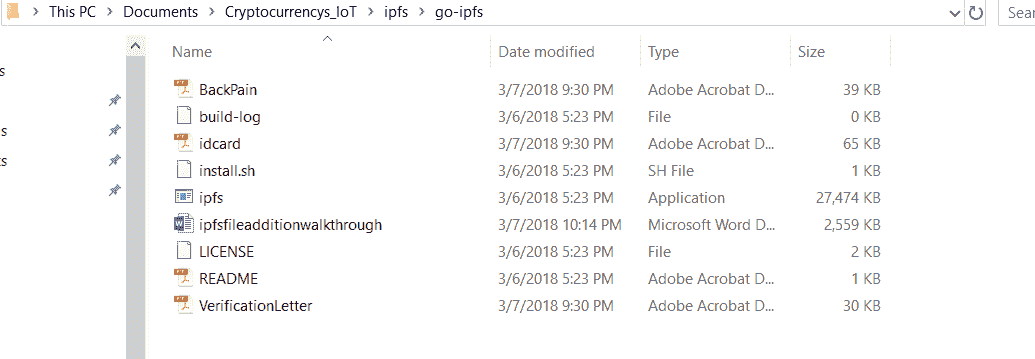 This PC > Documents > Cryptocurrencys_IoT > ipfs > go-ipfs Sea
Name Date modified Type Size
BackPain 3/7/2018 9:30 PM Adobe Acrobat D... 39 KB
build-log 3/6/2018 5:23 PM File 0 KB
idcard 3/7/2018 9:30 PM Adobe Acrobat D... 65 KB
install.sh 3/6/2018 5:23 PM SH File 1 KB
ipfs 3/6/2018 5:23 PM Application 27,474 KB
ipfsfileadditionwalkthrough 3/7/2018 10:14 PM Microsoft Word D... 2,559 KB
LICENSE 3/6/2018 5:23 PM File 2 KB
README 3/6/2018 5:23 PM Adobe Acrobat D... 1 KB
VerificationLetter 3/7/2018 9:30 PM Adobe Acrobat D... 30 KB